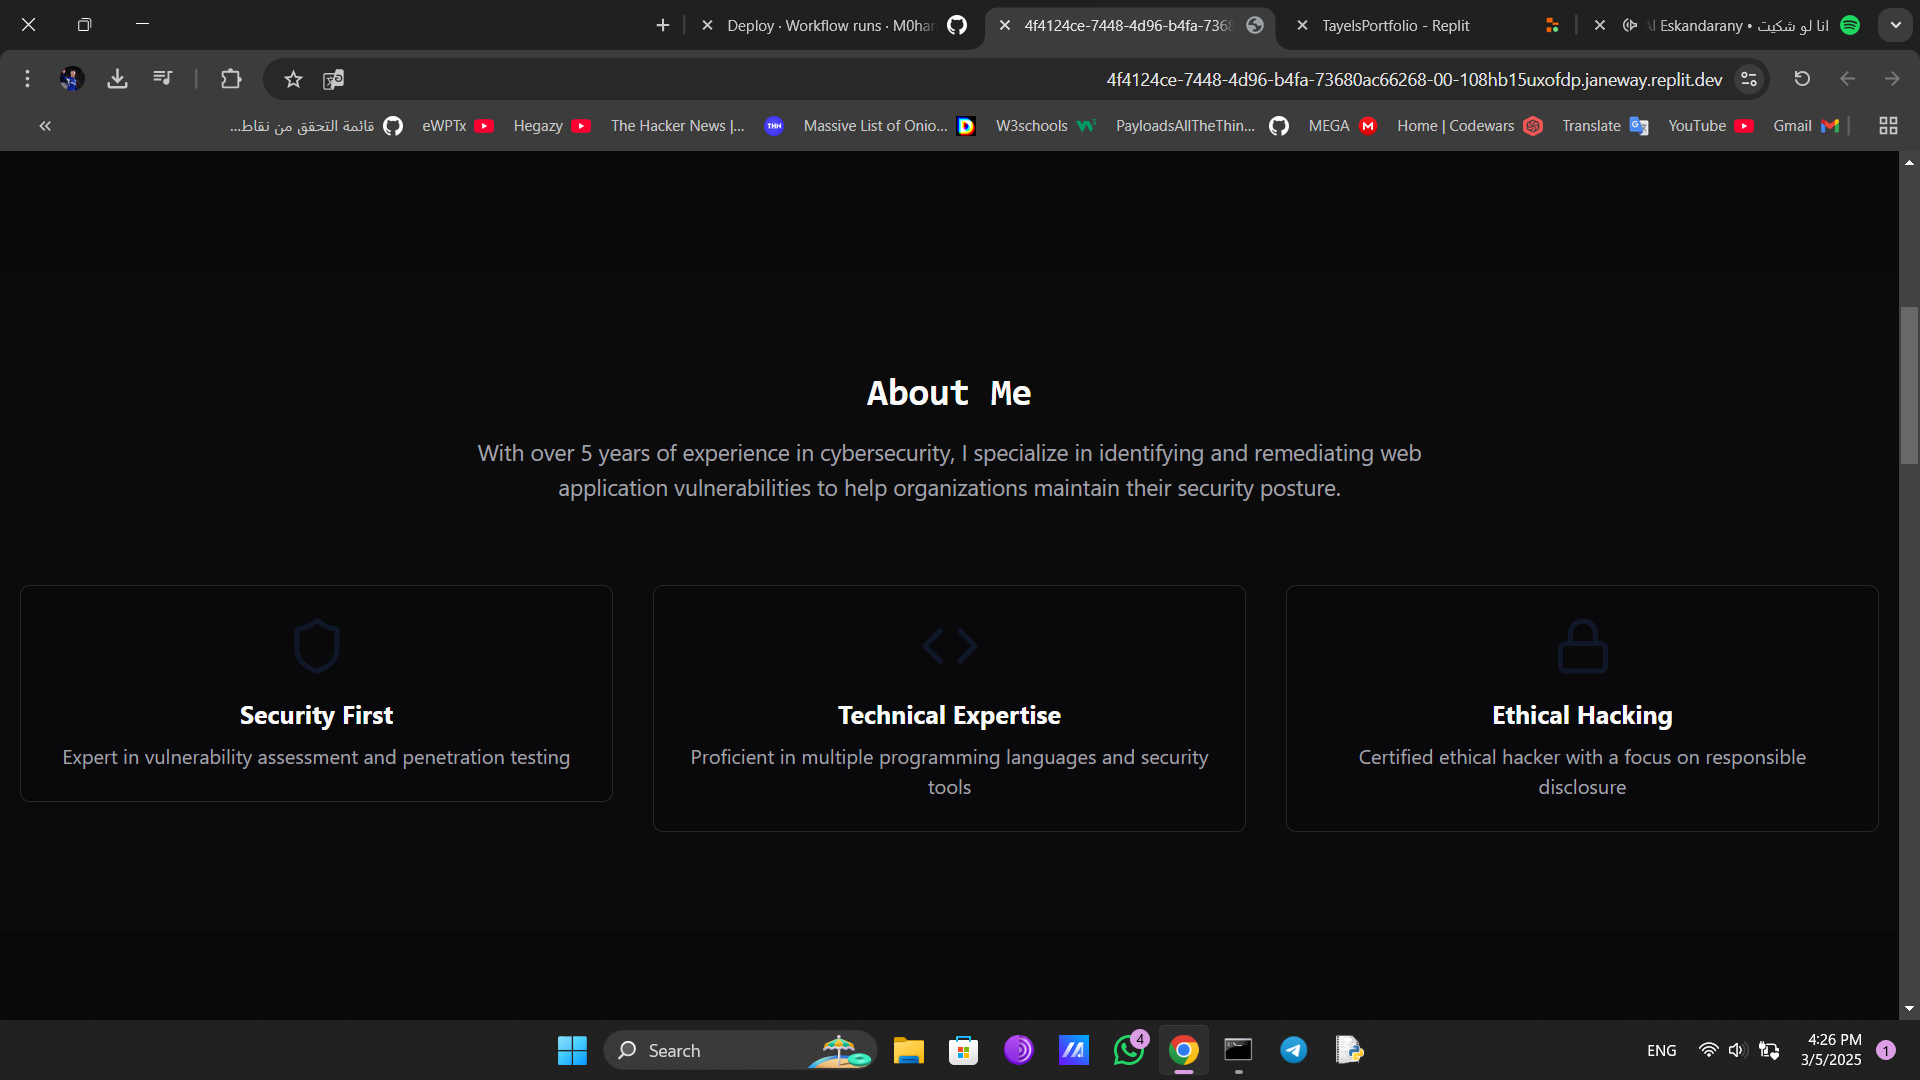 Deploy · Workflow runs · M0ha
4f4124ce-7448-4d96-b4fa-7368
TayelsPortfolio - Replit
انا لو شكيت • Al Eskandarany
4f4124ce-7448-4d96-b4fa-73680ac66268-00-108hb15uxofdp.janeway.replit.dev
قائمة التحقق من نقاط...
eWPTx
Hegazy
The Hacker News |...
THN
Massive List of Onio...
W3schools
PayloadsAllTheThin...
MEGA
Home | Codewars
Translate
YouTube
Gmail
About Me
With over 5 years of experience in cybersecurity, I specialize in identifying and remediating web
application vulnerabilities to help organizations maintain their security posture.
Security First
Expert in vulnerability assessment and penetration testing
Technical Expertise
Proficient in multiple programming languages and security
tools
Ethical Hacking
Certified ethical hacker with a focus on responsible
disclosure
Search
4
ENG
4:26 PM
3/5/2025
1